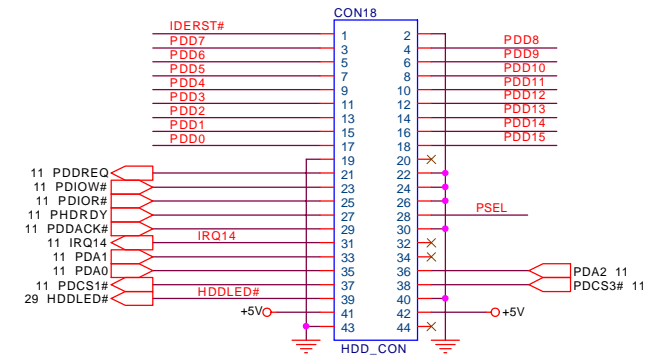 CON18
IDERST# 1 2
PDD7 3 4 PDD8
PDD6 5 6 PDD9
PDD5 7 8 PDD10
PDD4 9 10 PDD11
PDD3 11 12 PDD12
PDD2 13 14 PDD13
PDD1 15 16 PDD14
PDD0 17 18 PDD15
19 20
11 PDDREQ 21 22
11 PDIOW# 23 24
11 PDIOR# 25 26
11 PHDRDY 27 28 PSEL
11 PDDACK# 29 30
11 IRQ14 IRQ14 31 32
11 PDA1 33 34
11 PDA0 35 36 PDA2 11
11 PDCS1# 37 38 PDCS3# 11
29 HDDLED# HDDLED# 39 40
+5V 41 42 +5V
43 44
HDD_CON